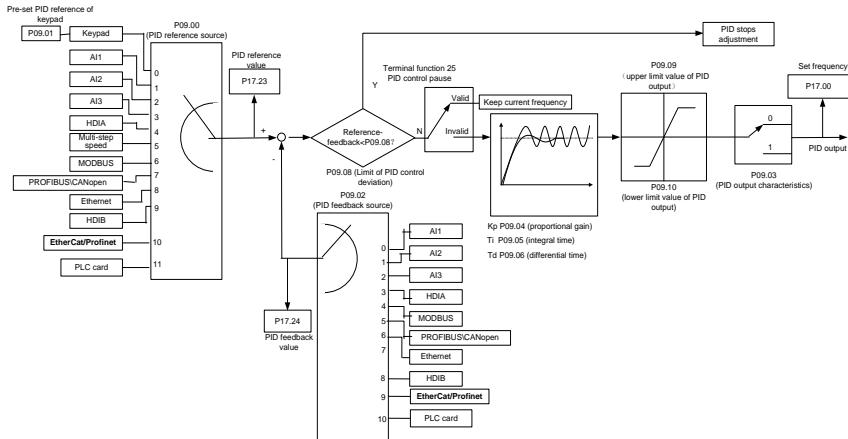 Pre-set PID reference of
keypad
P09.01
Keypad
AI1
AI2
AI3
HDIA
Multi-step
speed
MODBUS
PROFIBUS\CANopen
Ethernet
HDIB
EtherCat/Profinet
PLC card
P09.00
(PID reference source)
0
1
2
3
4
5
6
7
8
9
10
11
PID reference
value
P17.23
+
-
Reference-
feedback<P09.08?
Y
N
P09.08 (Limit of PID control
deviation)
Terminal function 25
PID control pause
Valid
Invalid
Keep current frequency
PID stops
adjustment
Kp P09.04 (proportional gain)
Ti P09.05 (integral time)
Td P09.06 (differential time)
P09.09
(upper limit value of PID
output)
P09.10
(lower limit value of PID
output)
0
1
P09.03
(PID output characteristics)
Set frequency
P17.00
PID output
P09.02
(PID feedback source)
P17.24
PID feedback
value
0
1
2
3
4
5
6
7
8
9
10
AI1
AI2
AI3
HDIA
MODBUS
PROFIBUS\CANopen
Ethernet
HDIB
EtherCat/Profinet
PLC card